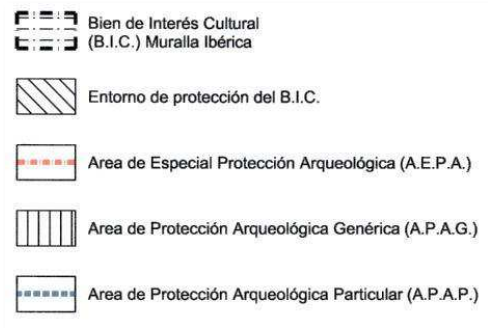 Bien de Interés Cultural
(B.I.C.) Muralla Ibérica
Entorno de protección del B.I.C.
Area de Especial Protección Arqueológica (A.E.P.A.)
Area de Protección Arqueológica Genérica (A.P.A.G.)
Area de Protección Arqueológica Particular (A.P.A.P.)